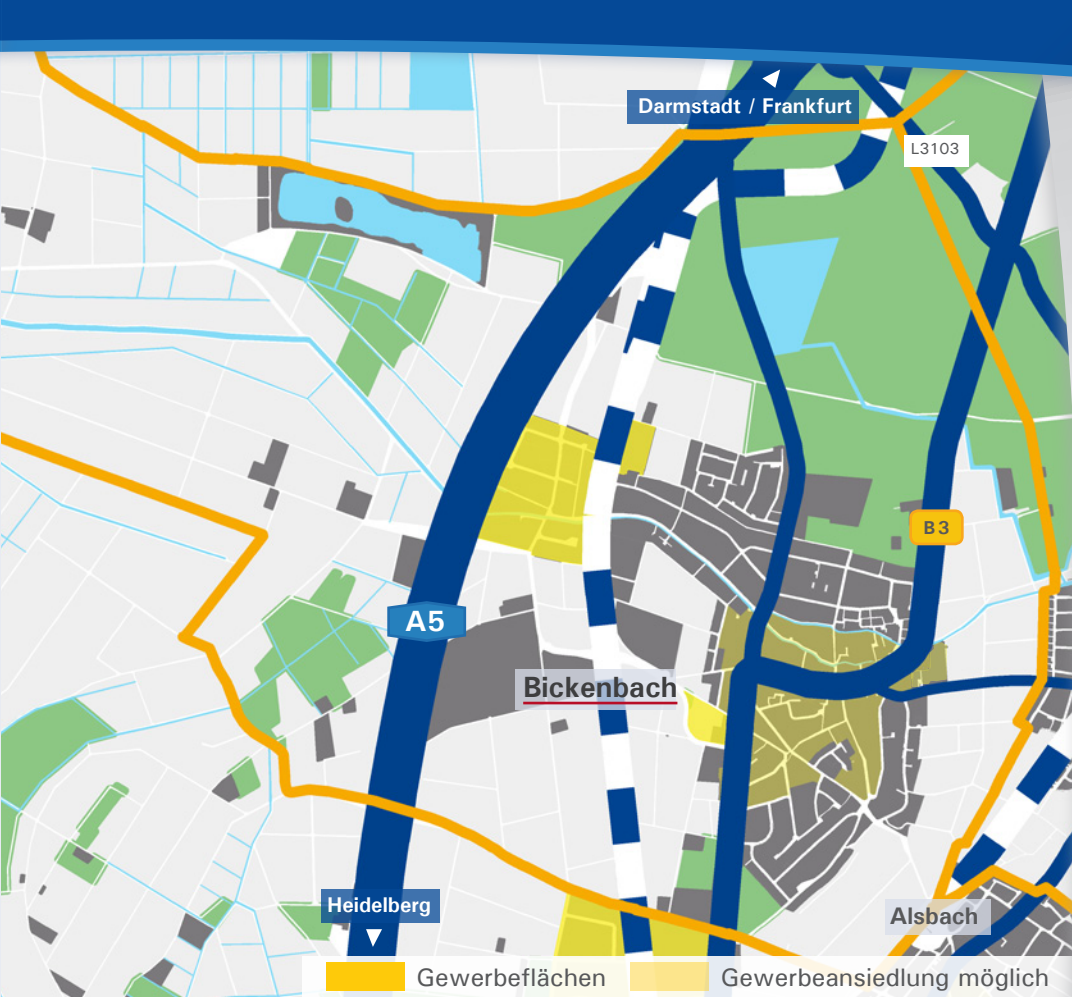 Darmstadt / Frankfurt
L3103
B 3
A5
Bickenbach
Heidelberg
Alsbach
Gewerbeflächen
Gewerbeansiedlung möglich